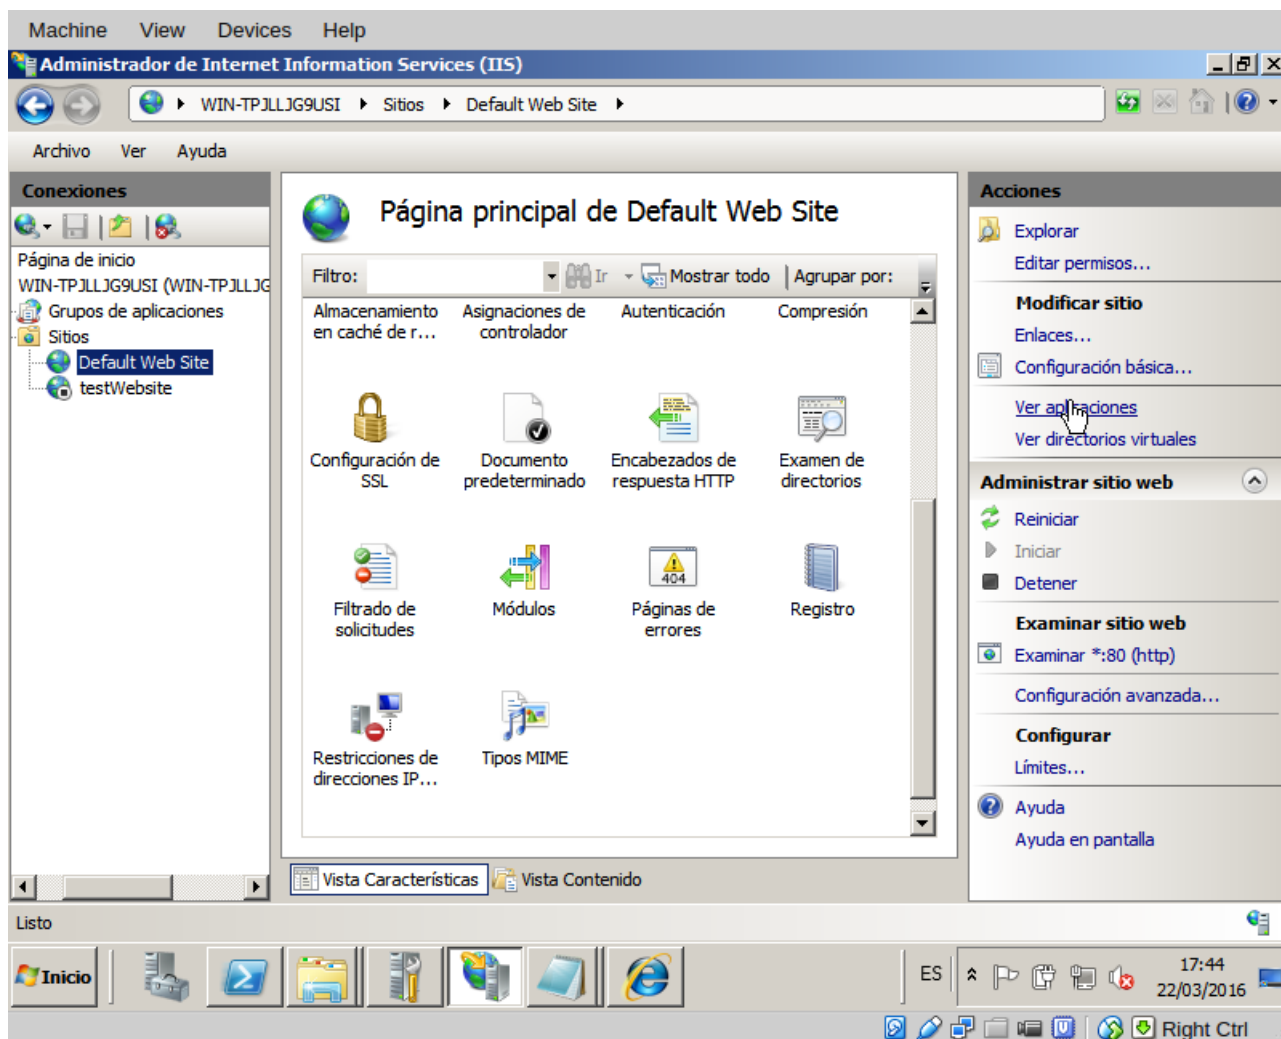 Machine View Devices Help
Administrador de Internet Information Services (IIS)
WIN-TPJLLJG9USI Sitios Default Web Site
Archivo Ver Ayuda
Conexiones
Página de inicio
WIN-TPJLLJG9USI (WIN-TPJLLJG
Grupos de aplicaciones
Sitios
Default Web Site
testWebsite
Página principal de Default Web Site
Filtro: Ir Mostrar todo Agrupar por:
Almacenamiento en caché de r...
Asignaciones de controlador
Autenticación
Compresión
Configuración de SSL
Documento predeterminado
Encabezados de respuesta HTTP
Examen de directorios
Filtrado de solicitudes
Módulos
404
Páginas de errores
Registro
Restricciones de direcciones IP...
Tipos MIME
Vista Características Vista Contenido
Acciones
Explorar
Editar permisos...
Modificar sitio
Enlaces...
Configuración básica...
Ver aplicaciones
Ver directorios virtuales
Administrar sitio web
Reiniciar
Iniciar
Detener
Examinar sitio web
Examinar *:80 (http)
Configuración avanzada...
Configurar
Límites...
Ayuda
Ayuda en pantalla
Listo
Inicio
ES
17:44
22/03/2016
Right Ctrl